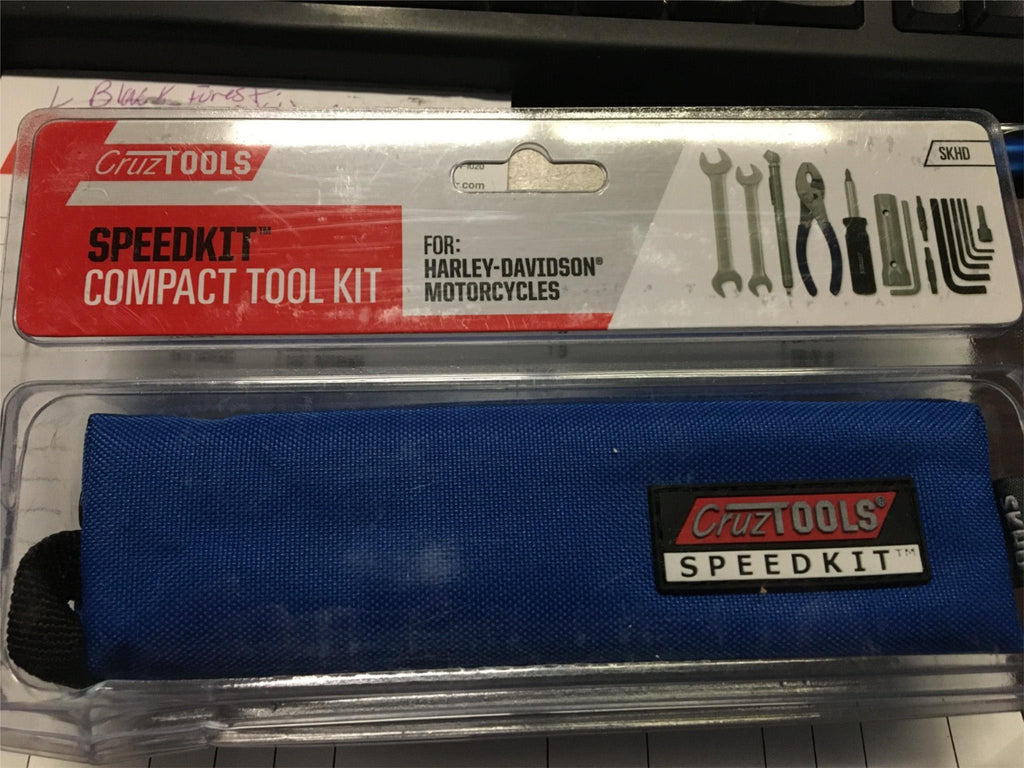 L Black Forest
CruzTOOLS
SKHD
.com
SPEEDKIT™
COMPACT TOOL KIT
FOR:
HARLEY-DAVIDSON®
MOTORCYCLES
CruzTOOLS®
SPEEDKIT™